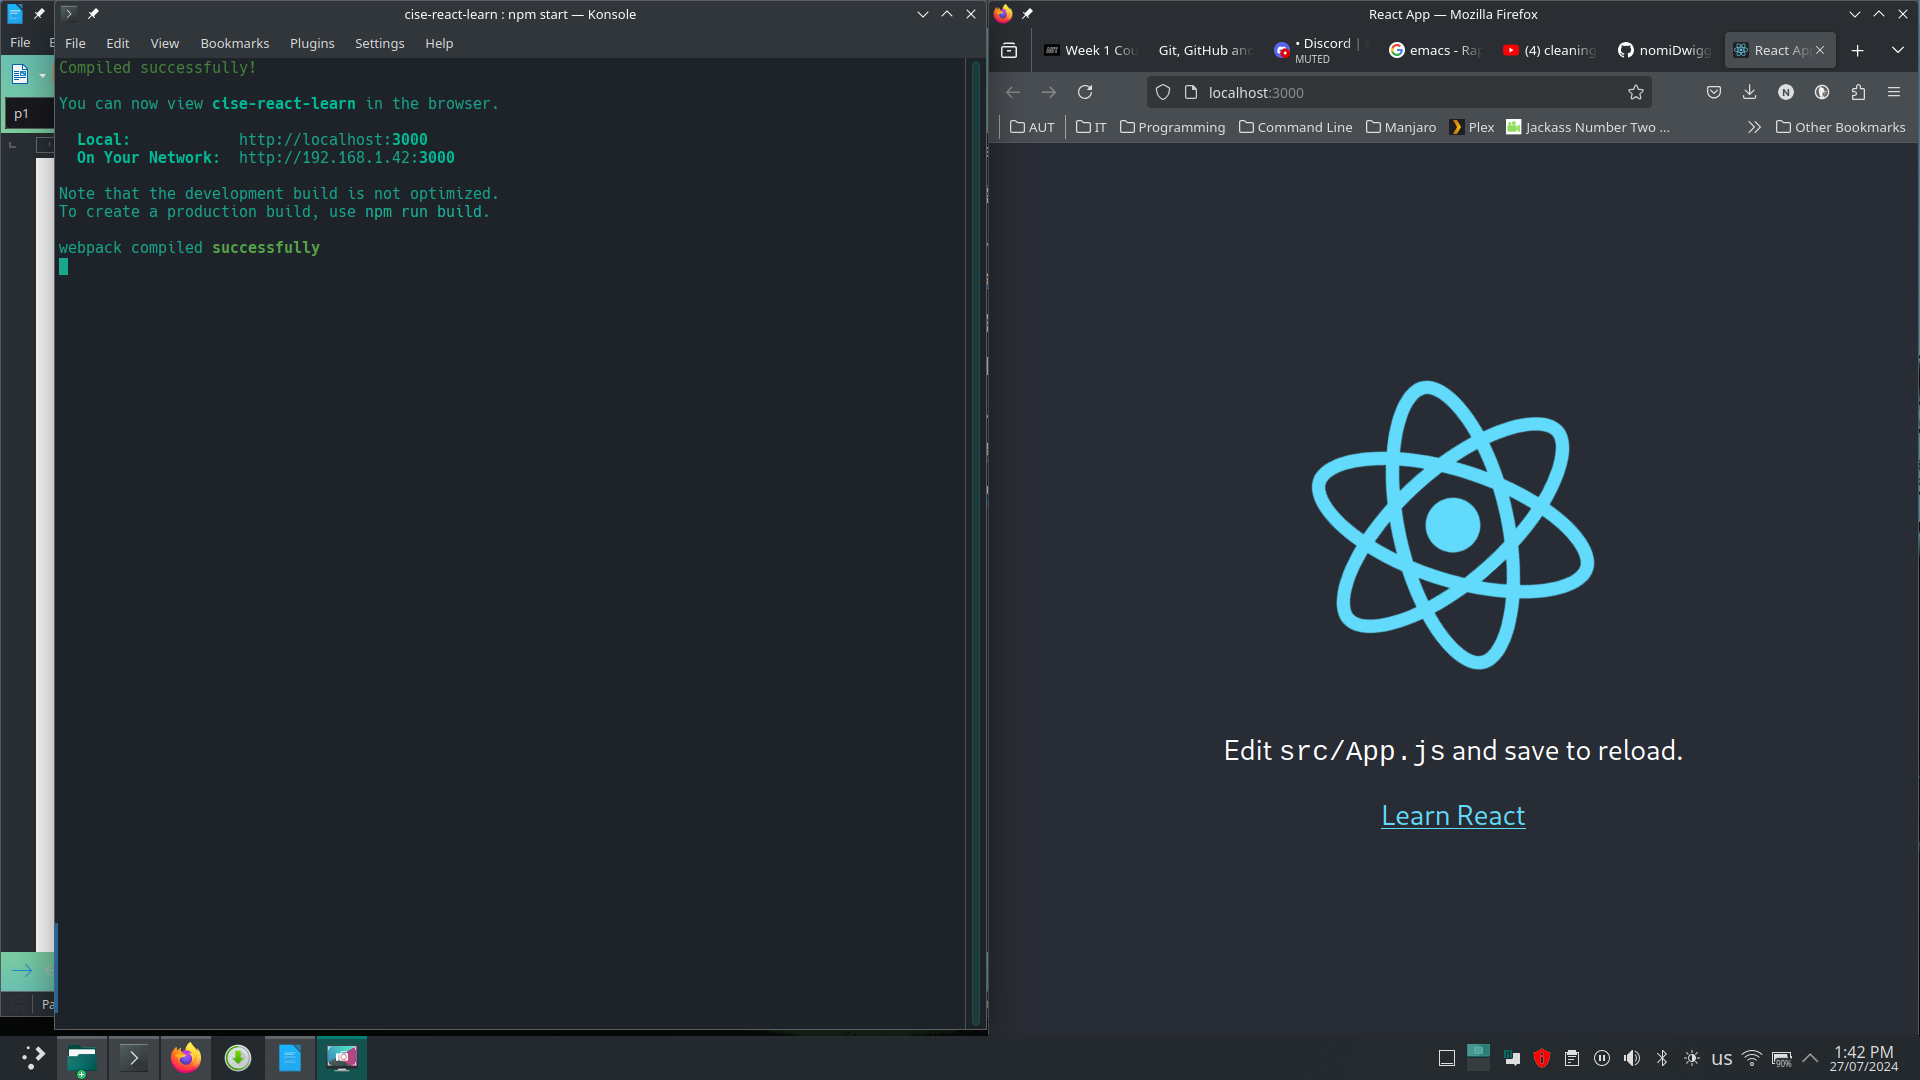 File
p1
Pa
cise-react-learn : npm start — Konsole
File Edit View Bookmarks Plugins Settings Help
Compiled successfully!
You can now view cise-react-learn in the browser.
Local: http://localhost:3000
On Your Network: http://192.168.1.42:3000
Note that the development build is not optimized.
To create a production build, use npm run build.
webpack compiled successfully
React App — Mozilla Firefox
Week 1 Cou
Git, GitHub and
• Discord |
MUTED
emacs - Rap
(4) cleaning
nomiDwigg
React Ap
localhost:3000
N
AUT IT Programming Command Line Manjaro Plex Jackass Number Two ... Other Bookmarks
Edit src/App.js and save to reload.
Learn React
us
90%
1:42 PM
27/07/2024